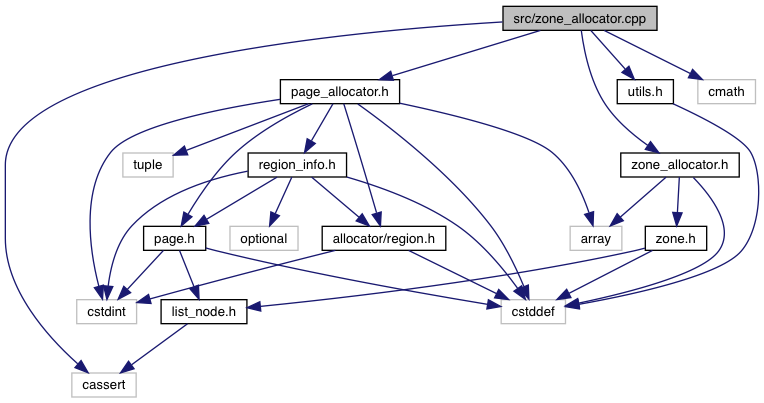 src/zone_allocator.cpp
page_allocator.h
utils.h
cmath
tuple
region_info.h
zone_allocator.h
page.h
optional
allocator/region.h
array
zone.h
cstdint
list_node.h
cstddef
cassert